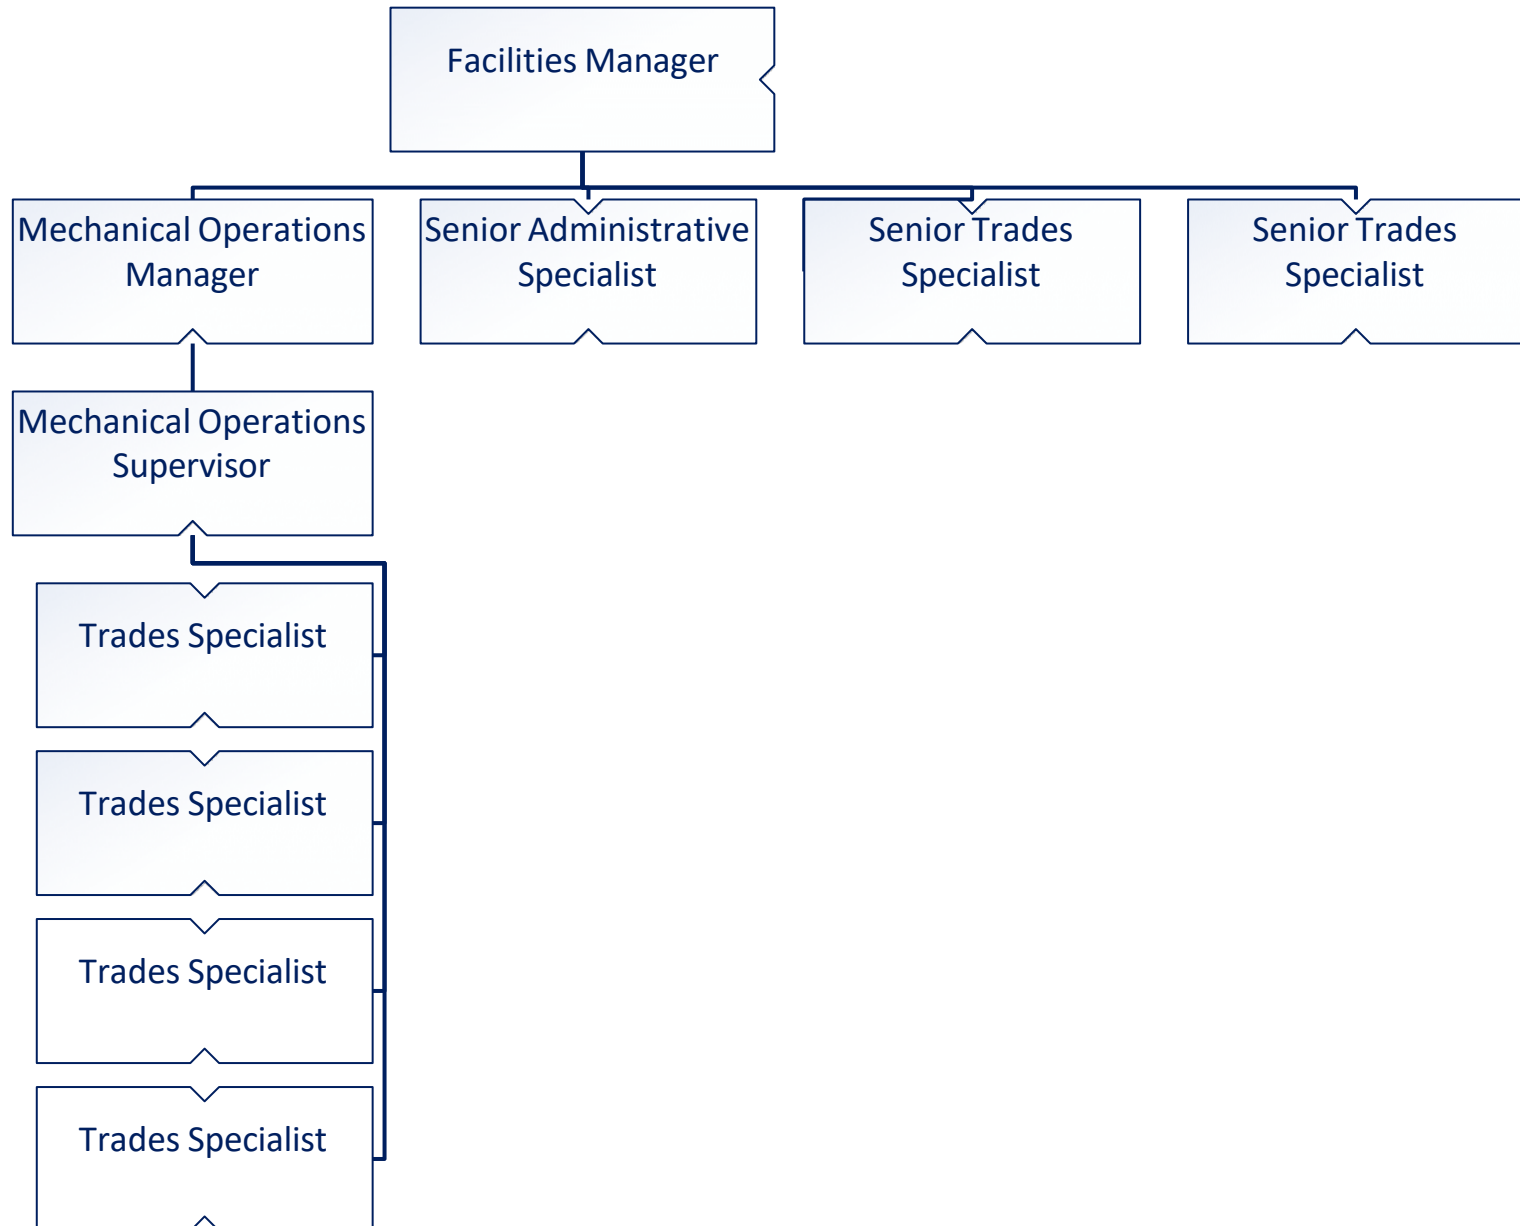 Facilities Manager
Mechanical Operations
Manager
Senior Administrative
Specialist
Senior Trades
Specialist
Senior Trades
Specialist
Mechanical Operations
Supervisor
Trades Specialist
Trades Specialist
Trades Specialist
Trades Specialist